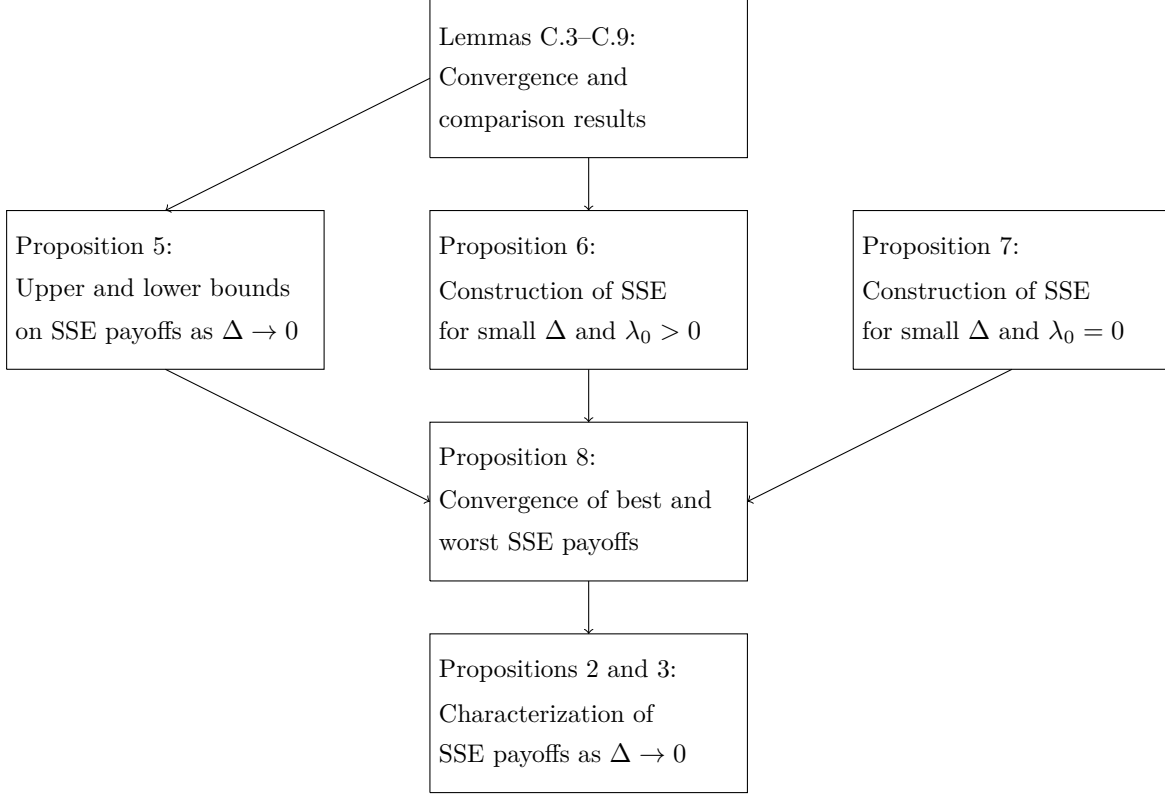 Lemmas C.3–C.9:
Convergence and
comparison results
Proposition 5:
Upper and lower bounds
on SSE payoffs as Δ → 0
Proposition 6:
Construction of SSE
for small Δ and λ₀ > 0
Proposition 7:
Construction of SSE
for small Δ and λ₀ = 0
Proposition 8:
Convergence of best and
worst SSE payoffs
Propositions 2 and 3:
Characterization of
SSE payoffs as Δ → 0